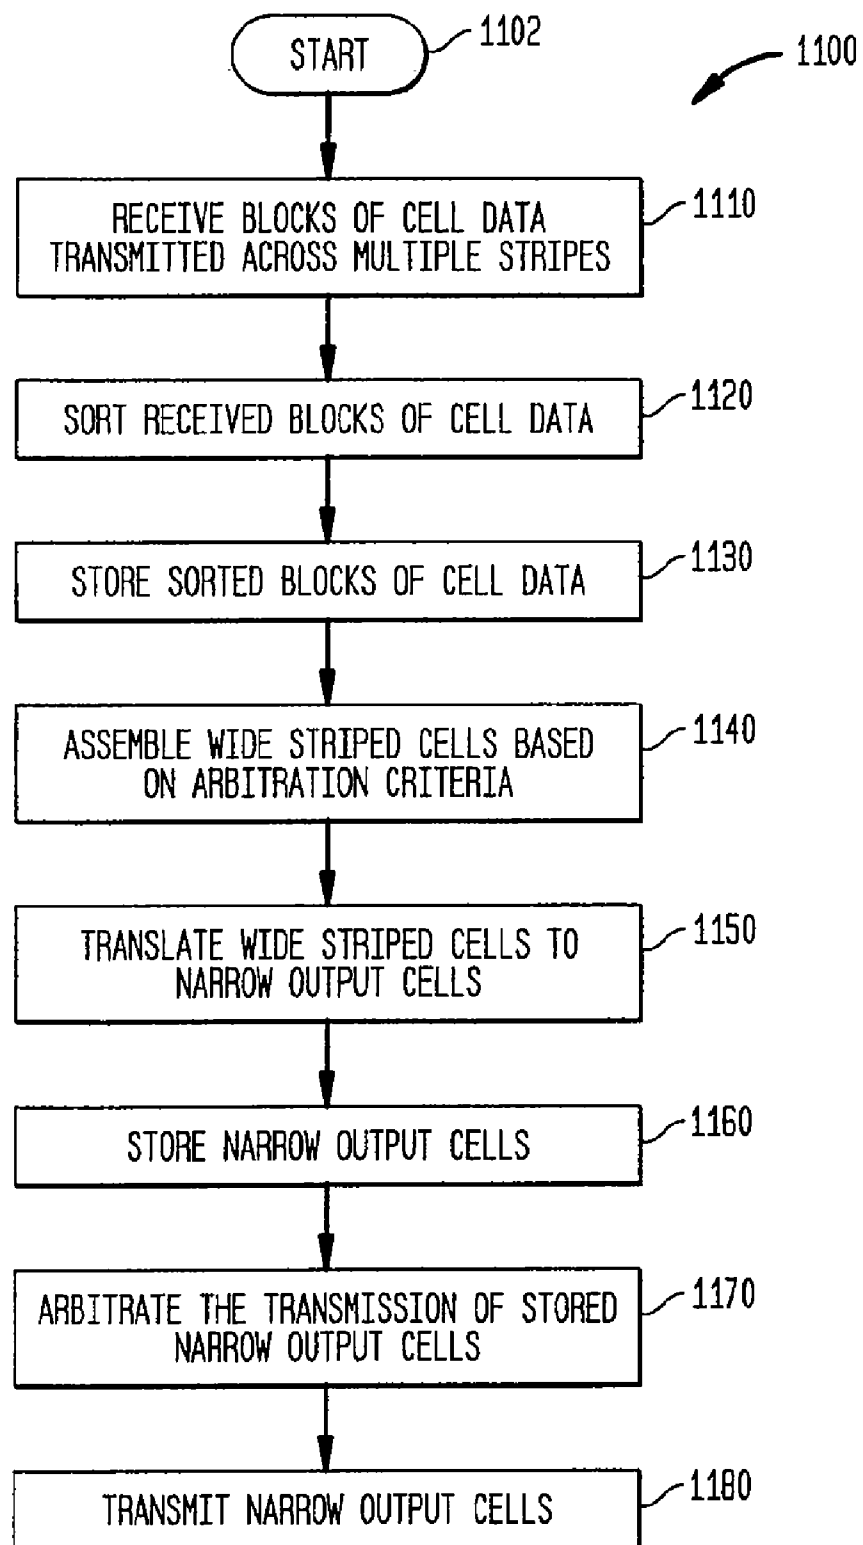 START
1102
1100
RECEIVE BLOCKS OF CELL DATA
TRANSMITTED ACROSS MULTIPLE STRIPES
1110
SORT RECEIVED BLOCKS OF CELL DATA
1120
STORE SORTED BLOCKS OF CELL DATA
1130
ASSEMBLE WIDE STRIPED CELLS BASED
ON ARBITRATION CRITERIA
1140
TRANSLATE WIDE STRIPED CELLS TO
NARROW OUTPUT CELLS
1150
STORE NARROW OUTPUT CELLS
1160
ARBITRATE THE TRANSMISSION OF STORED
NARROW OUTPUT CELLS
1170
TRANSMIT NARROW OUTPUT CELLS
1180